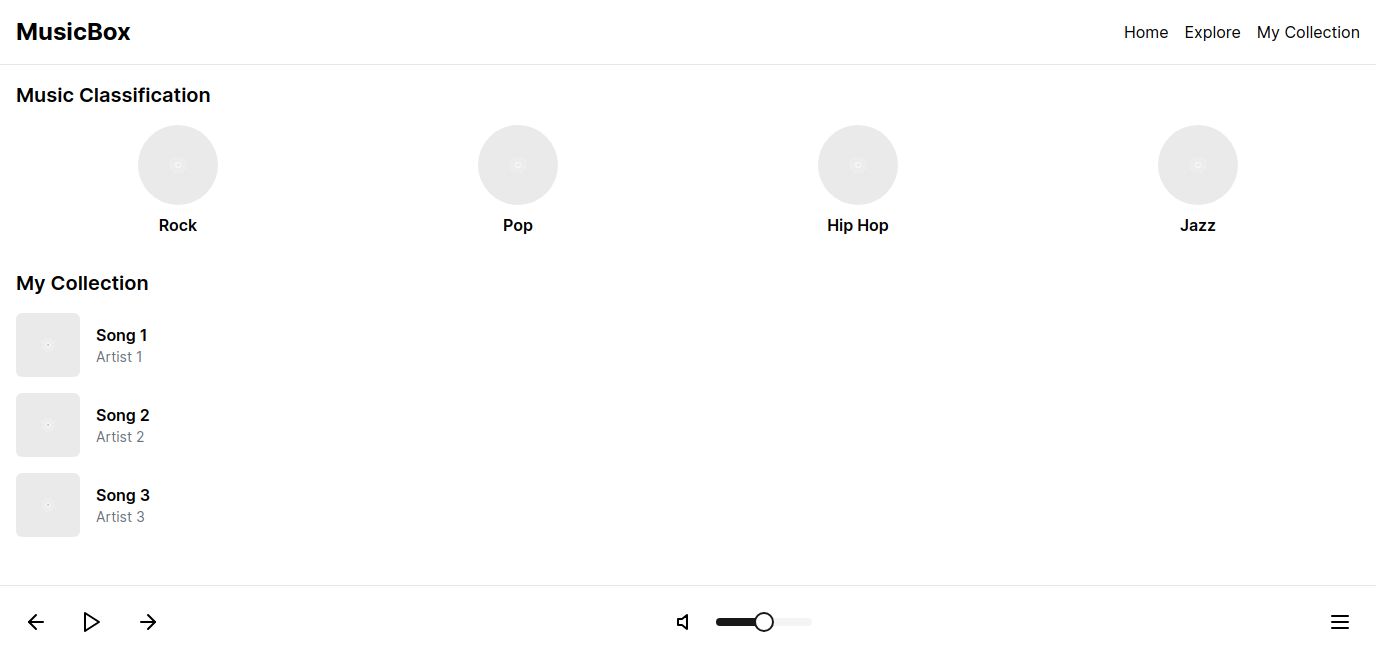 MusicBox
Home Explore My Collection
Music Classification
Rock Pop Hip Hop Jazz
My Collection
Song 1
Artist 1
Song 2
Artist 2
Song 3
Artist 3